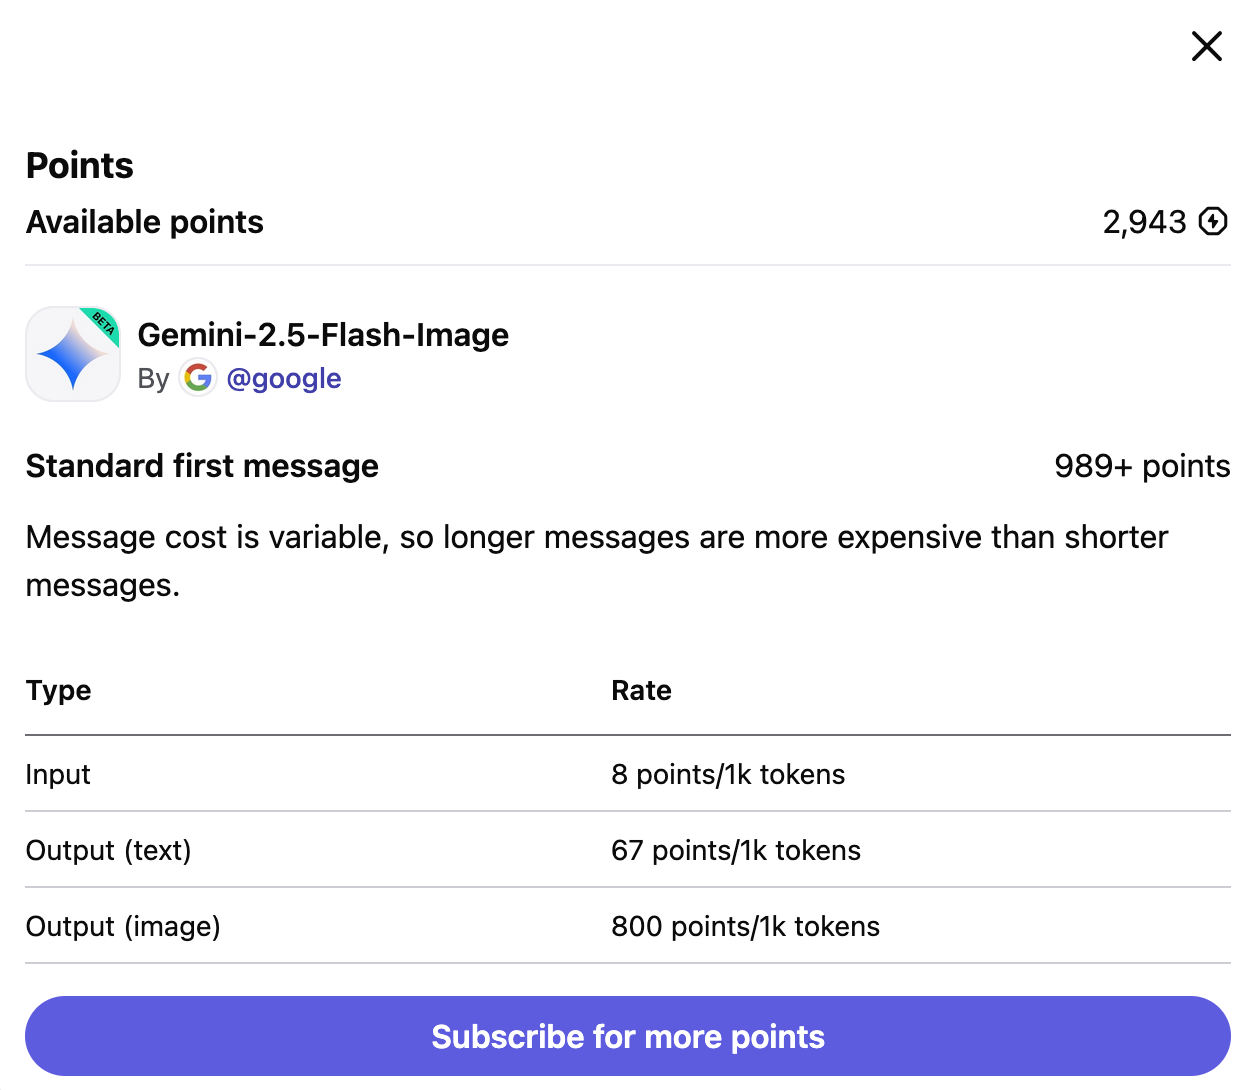 Points
Available points 2,943
BETA
Gemini-2.5-Flash-Image
By @google
Standard first message 989+ points
Message cost is variable, so longer messages are more expensive than shorter
messages.
Type Rate
Input 8 points/1k tokens
Output (text) 67 points/1k tokens
Output (image) 800 points/1k tokens
Subscribe for more points